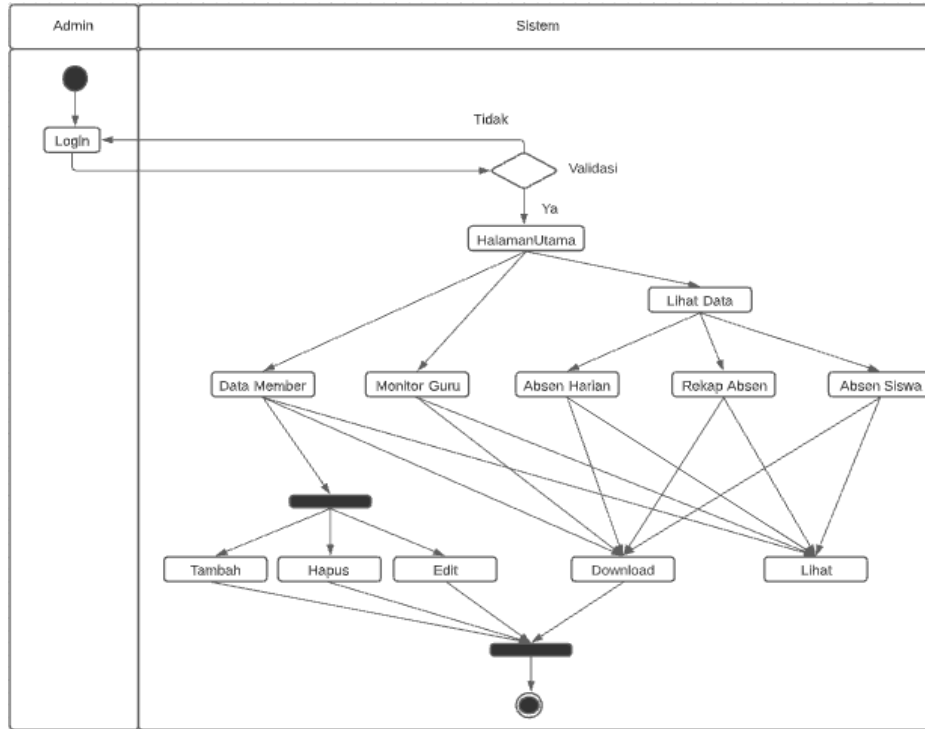 Admin
Sistem
Tidak
LogIn
Validasi
Ya
HalamanUtama
Lihat Data
Data Member
Monitor Guru
Absen Harian
Rekap Absen
Absen Siswa
Tambah
Hapus
Edit
Download
Lihat